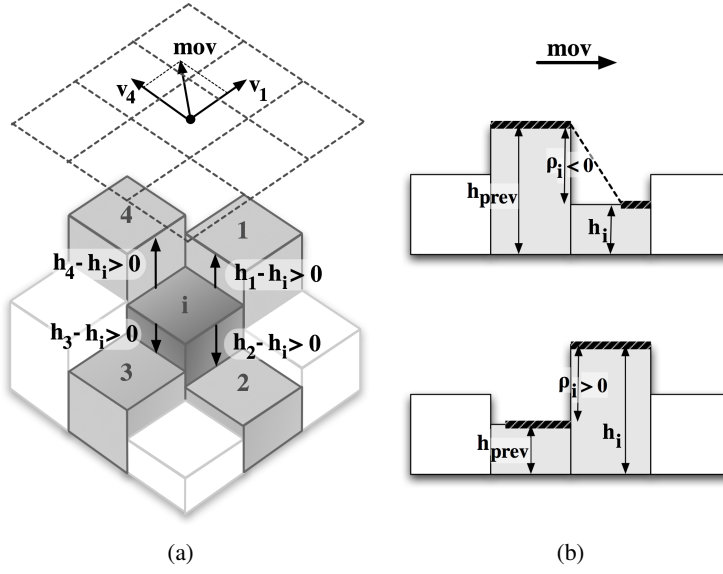 mov
v4
v1
4
1
h4 - hi > 0
h1 - hi > 0
i
h3 - hi > 0
h2 - hi > 0
3
2
(a)
mov
ρi < 0
hprev
hi
ρi > 0
hprev
hi
(b)